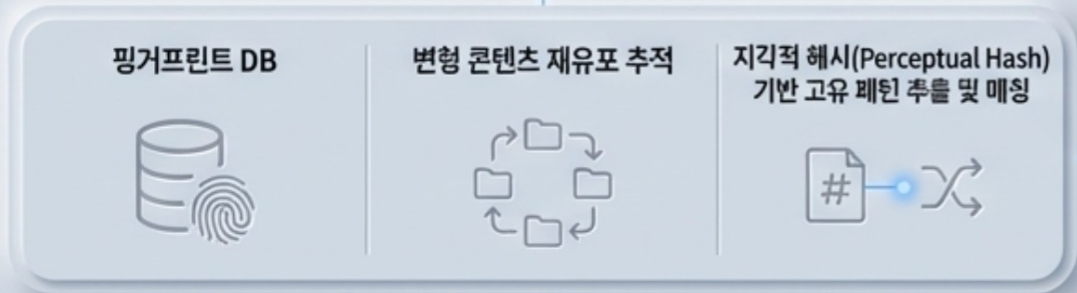 핑거프린트 DB
변형 콘텐츠 재유포 추적
지각적 해시(Perceptual Hash)
기반 고유 패턴 추출 및 매칭
#